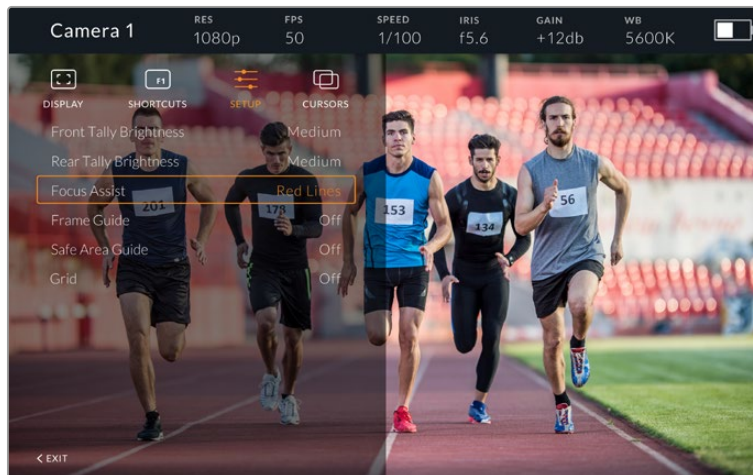 Camera 1
RES
1080p
FPS
50
SPEED
1/100
IRIS
f5.6
GAIN
+12db
WB
5600K
F1
DISPLAY
SHORTCUTS
SETUP
CURSORS
Front Tally Brightness Medium
Rear Tally Brightness Medium
Focus Assist Red Lines
Frame Guide Off
Safe Area Guide Off
Grid Off
201
178
153
134
56
< EXIT